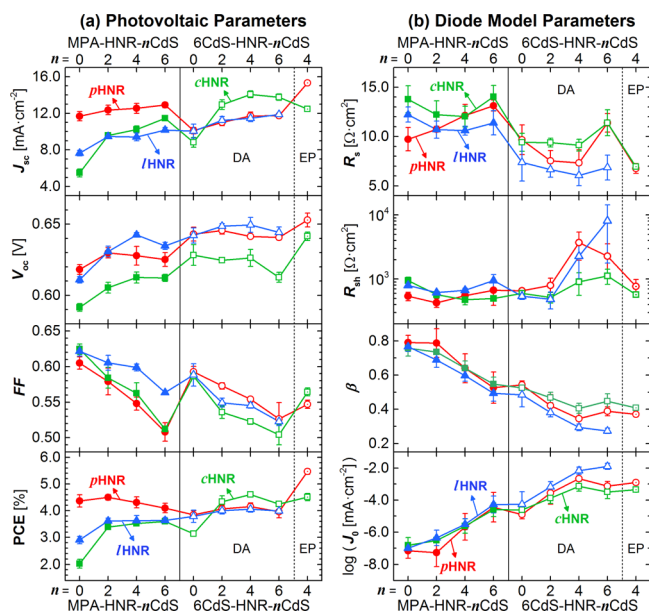 (a) Photovoltaic Parameters
MPA-HNR-nCdS 6CdS-HNR-nCdS
n= 0 2 4 6 0 2 4 6 4
Jsc [mA·cm⁻²]
16.0
12.0
8.0
4.0
pHNR
cHNR
lHNR
DA
EP
Voc [V]
0.65
0.60
FF
0.65
0.60
0.55
0.50
PCE [%]
6.0
5.0
4.0
3.0
2.0
pHNR
cHNR
lHNR
DA
EP
n= 0 2 4 6 0 2 4 6 4
MPA-HNR-nCdS 6CdS-HNR-nCdS
(b) Diode Model Parameters
MPA-HNR-nCdS 6CdS-HNR-nCdS
n= 0 2 4 6 0 2 4 6 4
Rs [Ω·cm²]
15.0
10.0
5.0
cHNR
lHNR
pHNR
DA
EP
Rsh [Ω·cm²]
10⁴
10³
β
0.8
0.6
0.4
0.2
log (J₀ [mA·cm⁻²])
-2.0
-4.0
-6.0
-8.0
lHNR
pHNR
cHNR
DA
EP
n= 0 2 4 6 0 2 4 6 4
MPA-HNR-nCdS 6CdS-HNR-nCdS